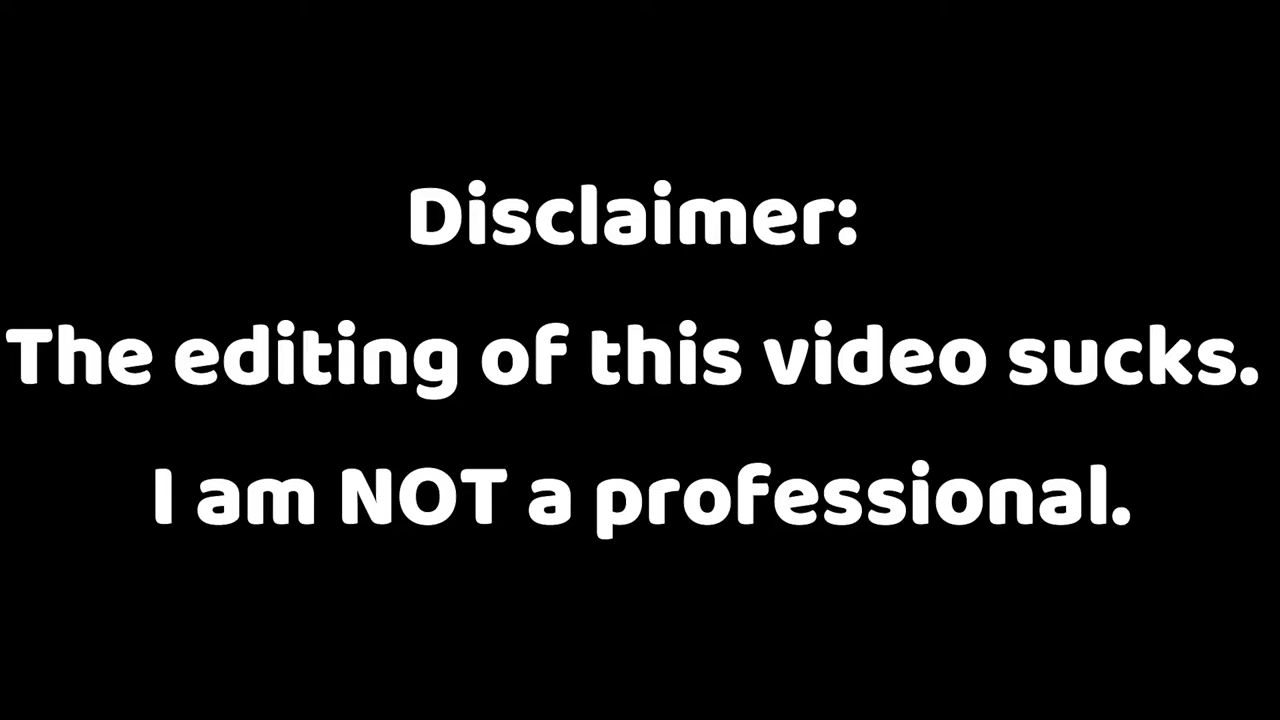 Disclaimer:
The editing of this video sucks.
I am NOT a professional.